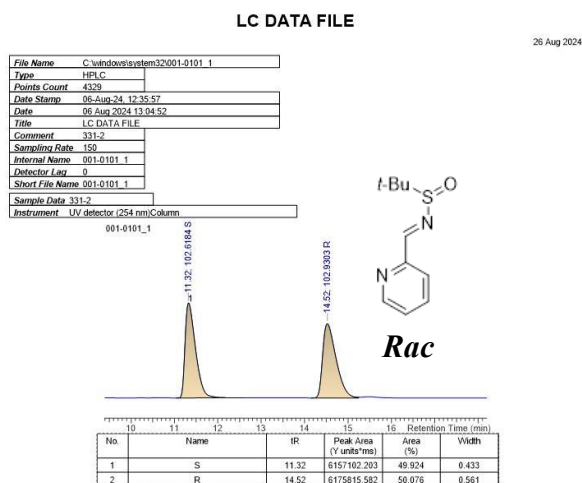 LC DATA FILE
26 Aug 2024
File Name C:\windows\system32\001-0101_1
Type HPLC
Points Count 4329
Date Stamp 06-Aug-24, 12:35:57
Date 06 Aug 2024 13:04:52
Title LC DATA FILE
Comment 331-2
Sampling Rate 150
Internal Name 001-0101_1
Detector Lag 0
Short File Name 001-0101_1
Sample Data 331-2
Instrument UV detector (254 nm)Column
001-0101_1
11.32; 102.6184 S
14.52; 102.9303 R
t-Bu
S
O
N
N
Rac
10 11 12 13 14 15 16 Retention Time (min)
No. Name tR Peak Area (Y units*ms) Area (%) Width
1 S 11.32 6157102.203 49.924 0.433
2 R 14.52 6175815.582 50.076 0.561